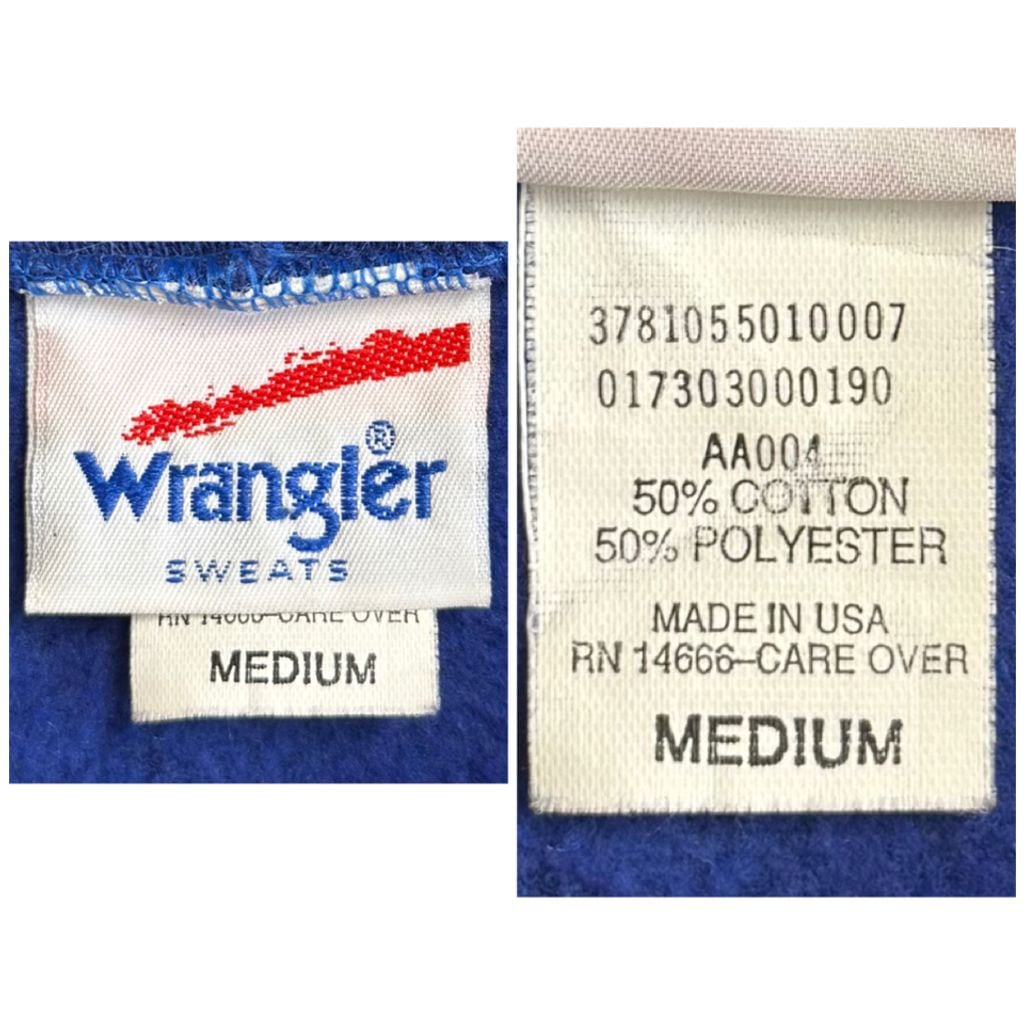 Wrangler®
SWEATS
RN 14666–CARE OVER
MEDIUM
3781055010007
017303000190
AA004
50% COTTON
50% POLYESTER
MADE IN USA
RN 14666–CARE OVER
MEDIUM